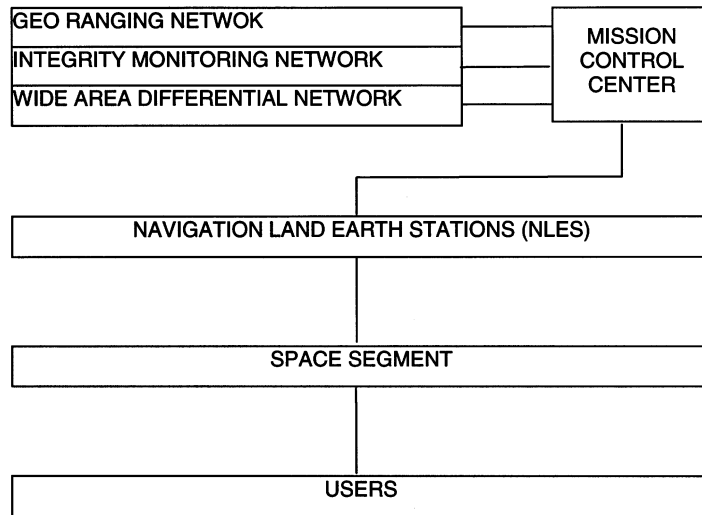 GEO RANGING NETWOK
INTEGRITY MONITORING NETWORK
WIDE AREA DIFFERENTIAL NETWORK
MISSION
CONTROL
CENTER
NAVIGATION LAND EARTH STATIONS (NLES)
SPACE SEGMENT
USERS